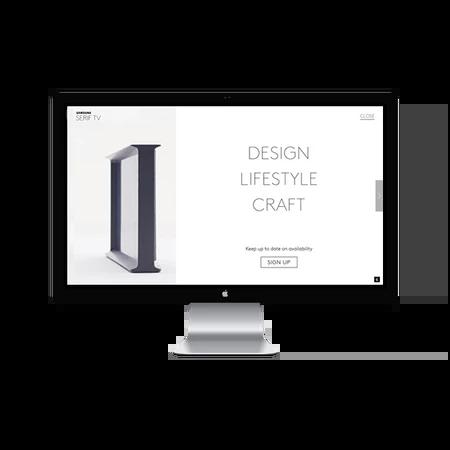 SAMSUNG
SERIF TV
CLOSE
DESIGN
LIFESTYLE
CRAFT
Keep up to date on availability
SIGN UP